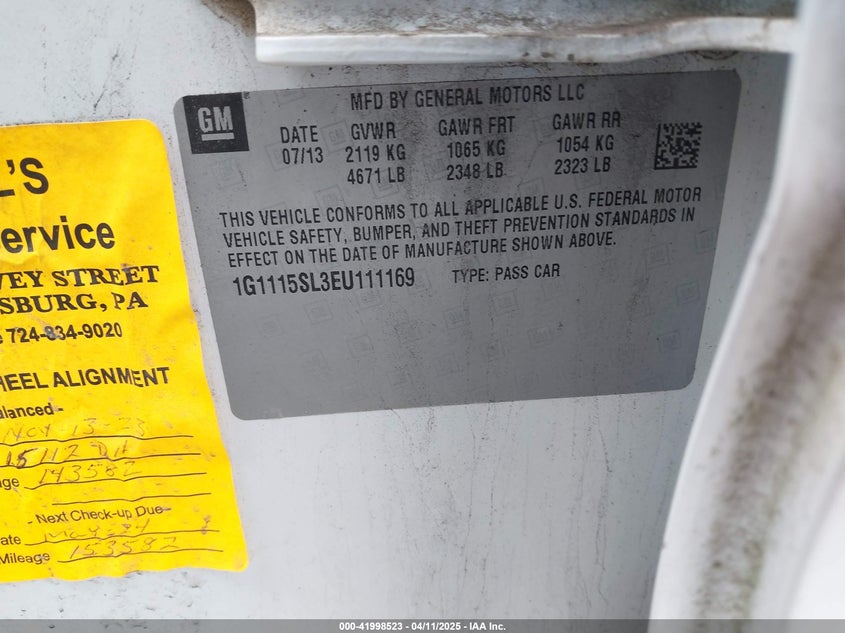 GM
MFD BY GENERAL MOTORS LLC
DATE GVWR GAWR FRT GAWR RR
07/13 2119 KG 1065 KG 1054 KG
4671 LB 2348 LB 2323 LB
THIS VEHICLE CONFORMS TO ALL APPLICABLE U.S. FEDERAL MOTOR
VEHICLE SAFETY, BUMPER, AND THEFT PREVENTION STANDARDS IN
EFFECT ON THE DATE OF MANUFACTURE SHOWN ABOVE.
1G1115SL3EU111169 TYPE: PASS CAR
L'S
ervice
VEY STREET
SBURG, PA
724-834-9020
HEEL ALIGNMENT
alanced-
13-23
143582
-Next Check-up Due-
ate
Mileage 153582
000-41998523 / 04/11/2025 - IAA Inc.